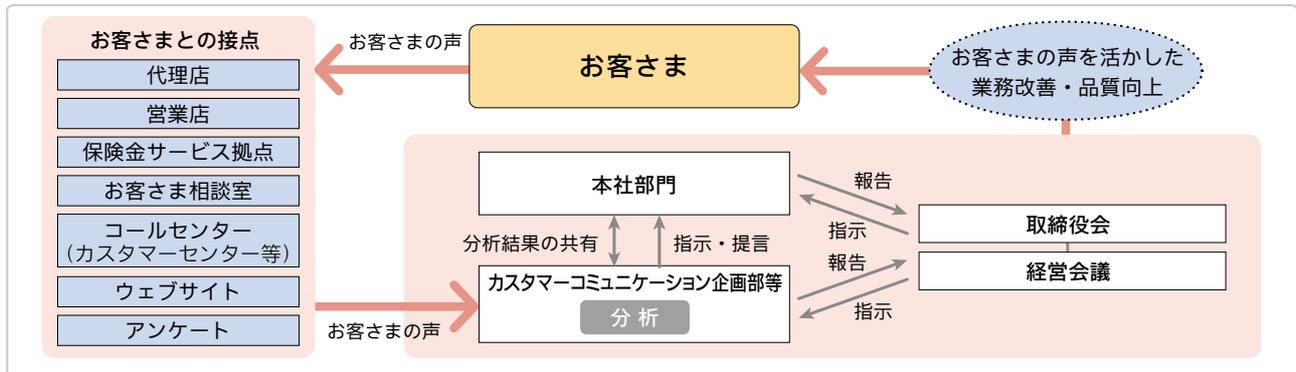 お客さまとの接点
代理店
営業店
保険金サービス拠点
お客さま相談室
コールセンター
(カスタマーセンター等)
ウェブサイト
アンケート
お客さまの声
お客さま
お客さまの声を活かした
業務改善・品質向上
本社部門
分析結果の共有
指示・提言
カスタマーコミュニケーション企画部等
分析
お客さまの声
報告
指示
報告
指示
取締役会
経営会議